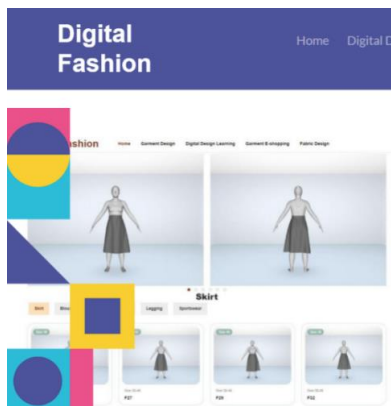 Digital
Fashion
Home Digital D
ashion Home Garment Design Digital Design Learning Garment E-shopping Fabric Design
Skirt
Skirt Blou Legging Sportswear
F27 F29 F32